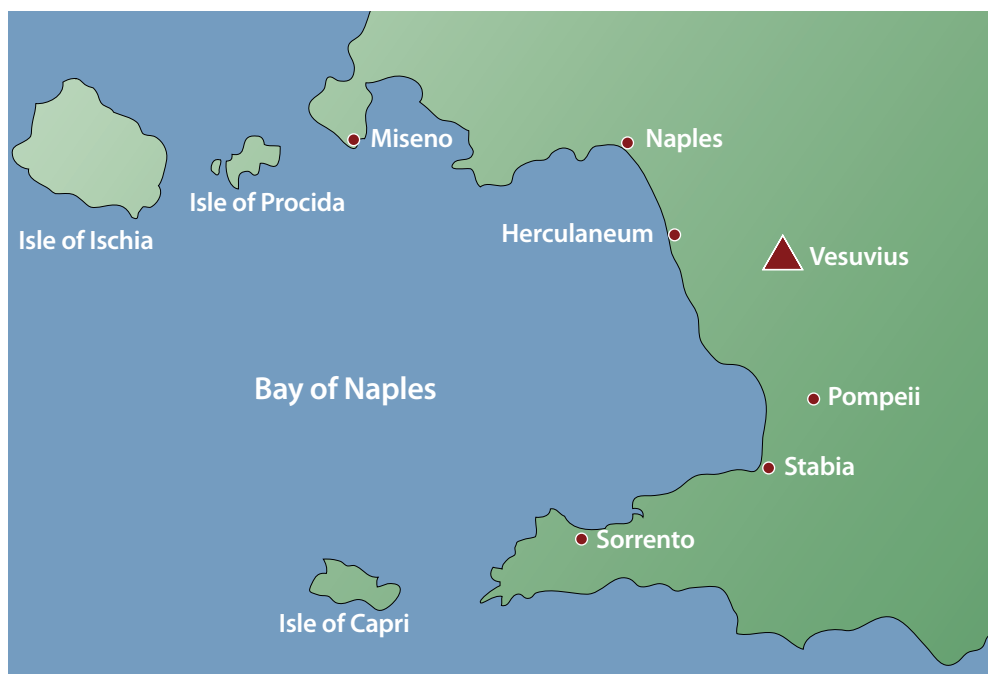 Miseno
Naples
Isle of Procida
Herculaneum
Isle of Ischia
Vesuvius
Bay of Naples
Pompeii
Stabia
Sorrento
Isle of Capri